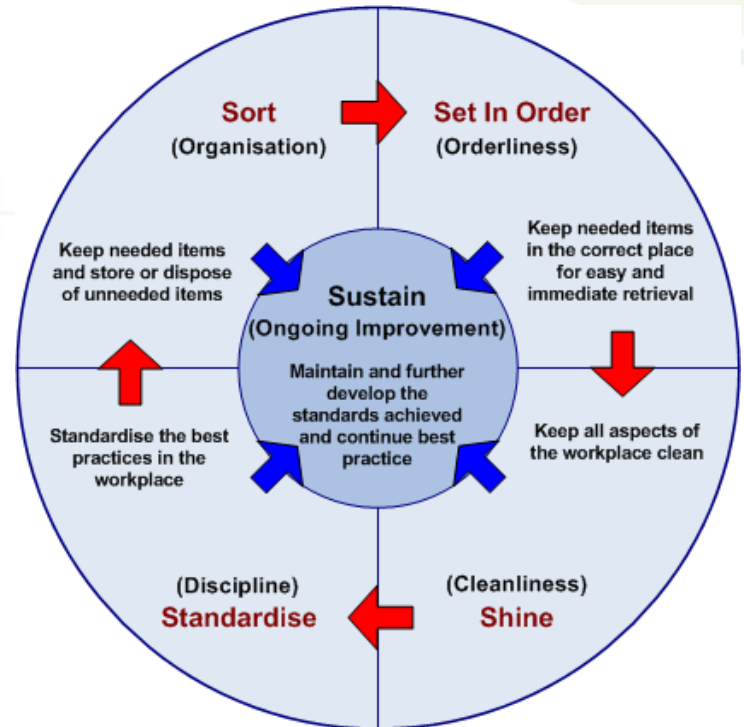 Sort
(Organisation)
Set In Order
(Orderliness)
Keep needed items
and store or dispose
of unneeded items
Keep needed items
in the correct place
for easy and
immediate retrieval
Sustain
(Ongoing Improvement)
Maintain and further
develop the
standards achieved
and continue best
practice
Standardise the best
practices in the
workplace
Keep all aspects of
the workplace clean
(Discipline)
Standardise
(Cleanliness)
Shine